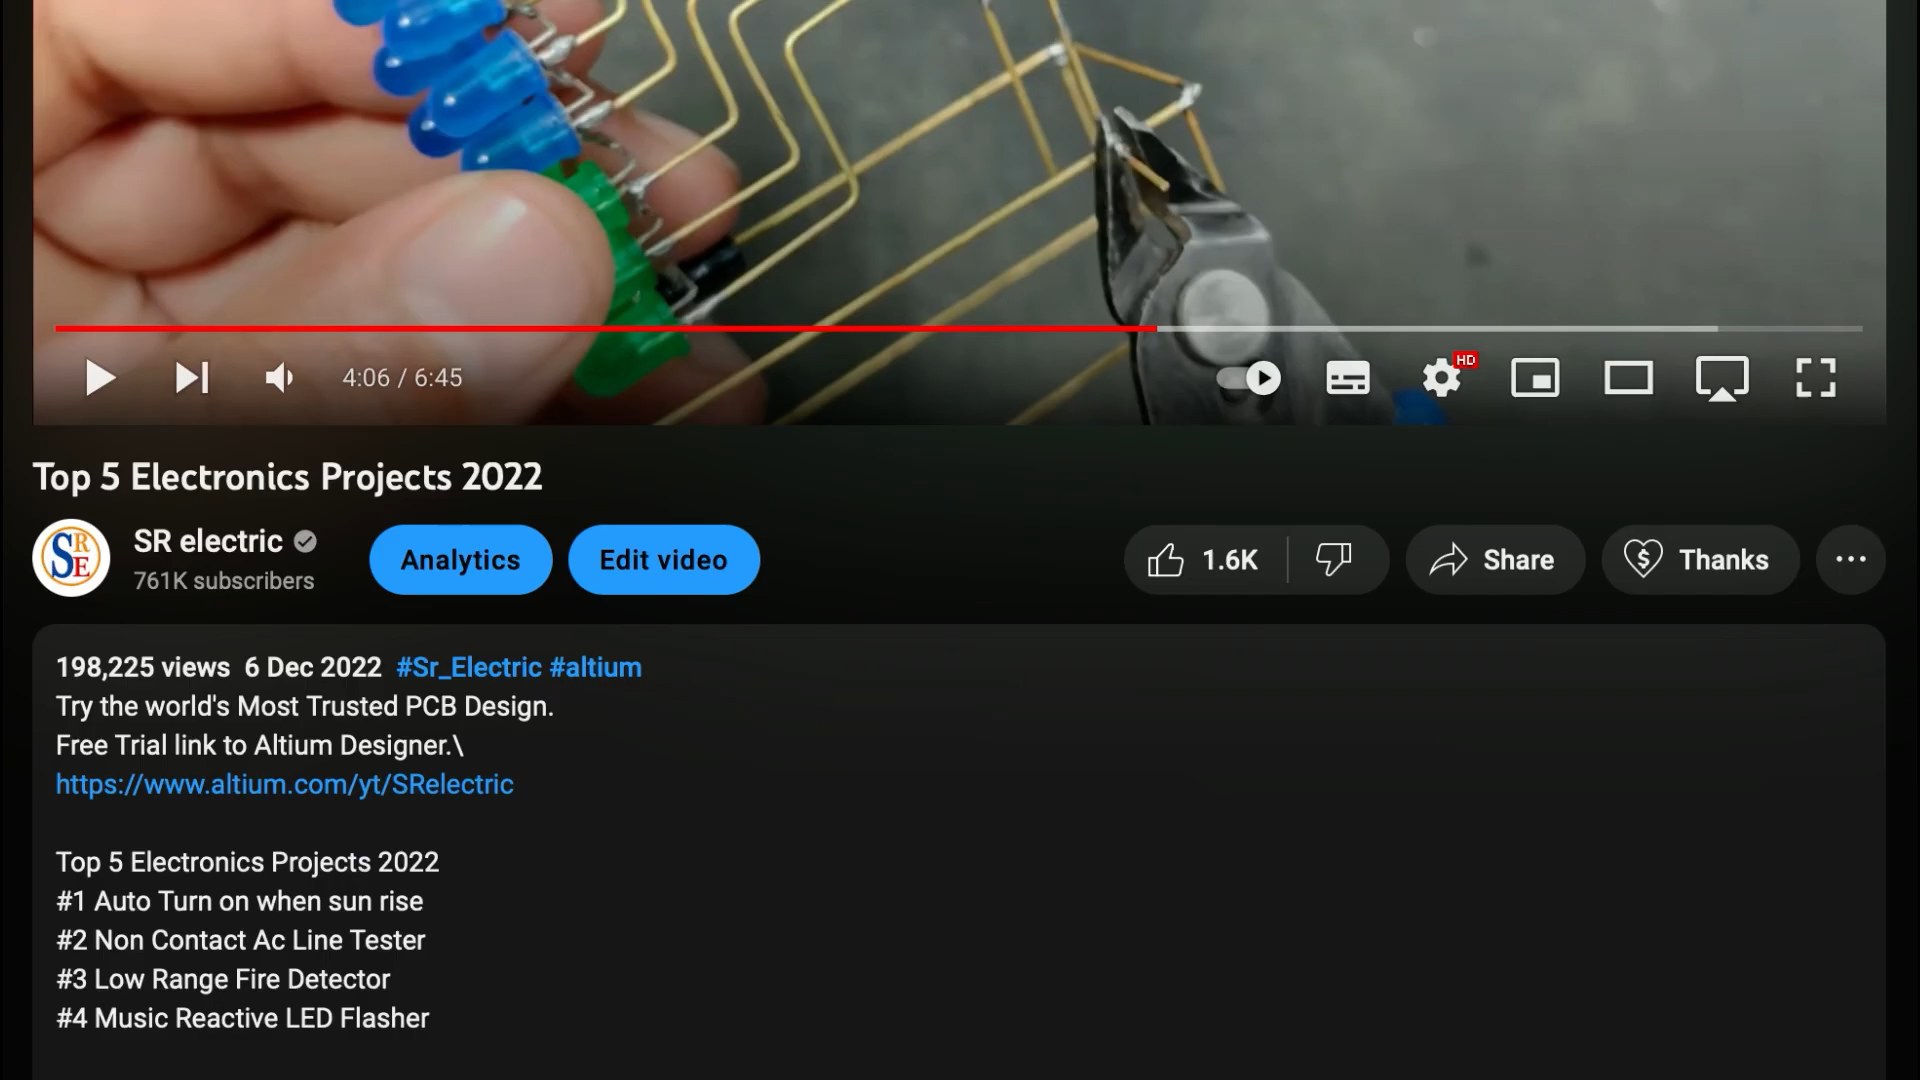 HD
4:06 / 6:45
Top 5 Electronics Projects 2022
SRE
SR electric
761K subscribers
Analytics
Edit video
1.6K
Share
Thanks
198,225 views 6 Dec 2022 #Sr_Electric #altium
Try the world's Most Trusted PCB Design.
Free Trial link to Altium Designer.\
https://www.altium.com/yt/SRelectric
Top 5 Electronics Projects 2022
#1 Auto Turn on when sun rise
#2 Non Contact Ac Line Tester
#3 Low Range Fire Detector
#4 Music Reactive LED Flasher